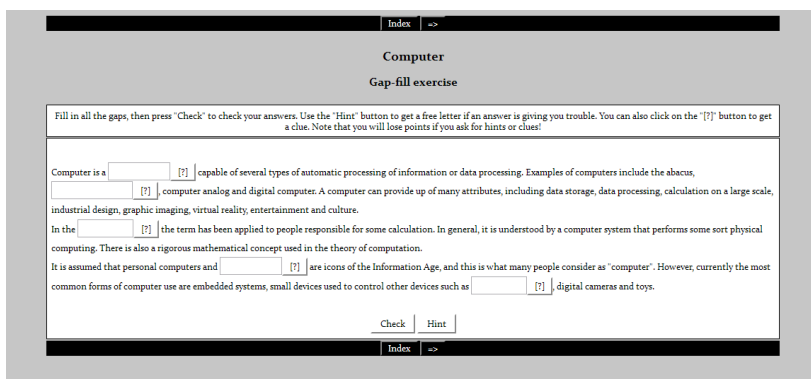 Index =>
Computer
Gap-fill exercise
Fill in all the gaps, then press "Check" to check your answers. Use the "Hint" button to get a free letter if an answer is giving you trouble. You can also click on the "[?]" button to get
a clue. Note that you will lose points if you ask for hints or clues!
Computer is a [?] capable of several types of automatic processing of information or data processing. Examples of computers include the abacus,
[?] , computer analog and digital computer. A computer can provide up of many attributes, including data storage, data processing, calculation on a large scale,
industrial design, graphic imaging, virtual reality, entertainment and culture.
In the [?] the term has been applied to people responsible for some calculation. In general, it is understood by a computer system that performs some sort physical
computing. There is also a rigorous mathematical concept used in the theory of computation.
It is assumed that personal computers and [?] are icons of the Information Age, and this is what many people consider as "computer". However, currently the most
common forms of computer use are embedded systems, small devices used to control other devices such as [?] , digital cameras and toys.
Check Hint
Index =>